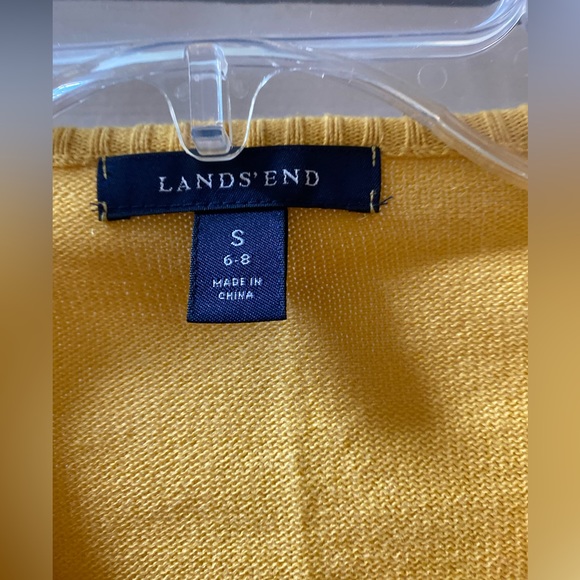 LANDS' END
S
6-8
MADE IN
CHINA